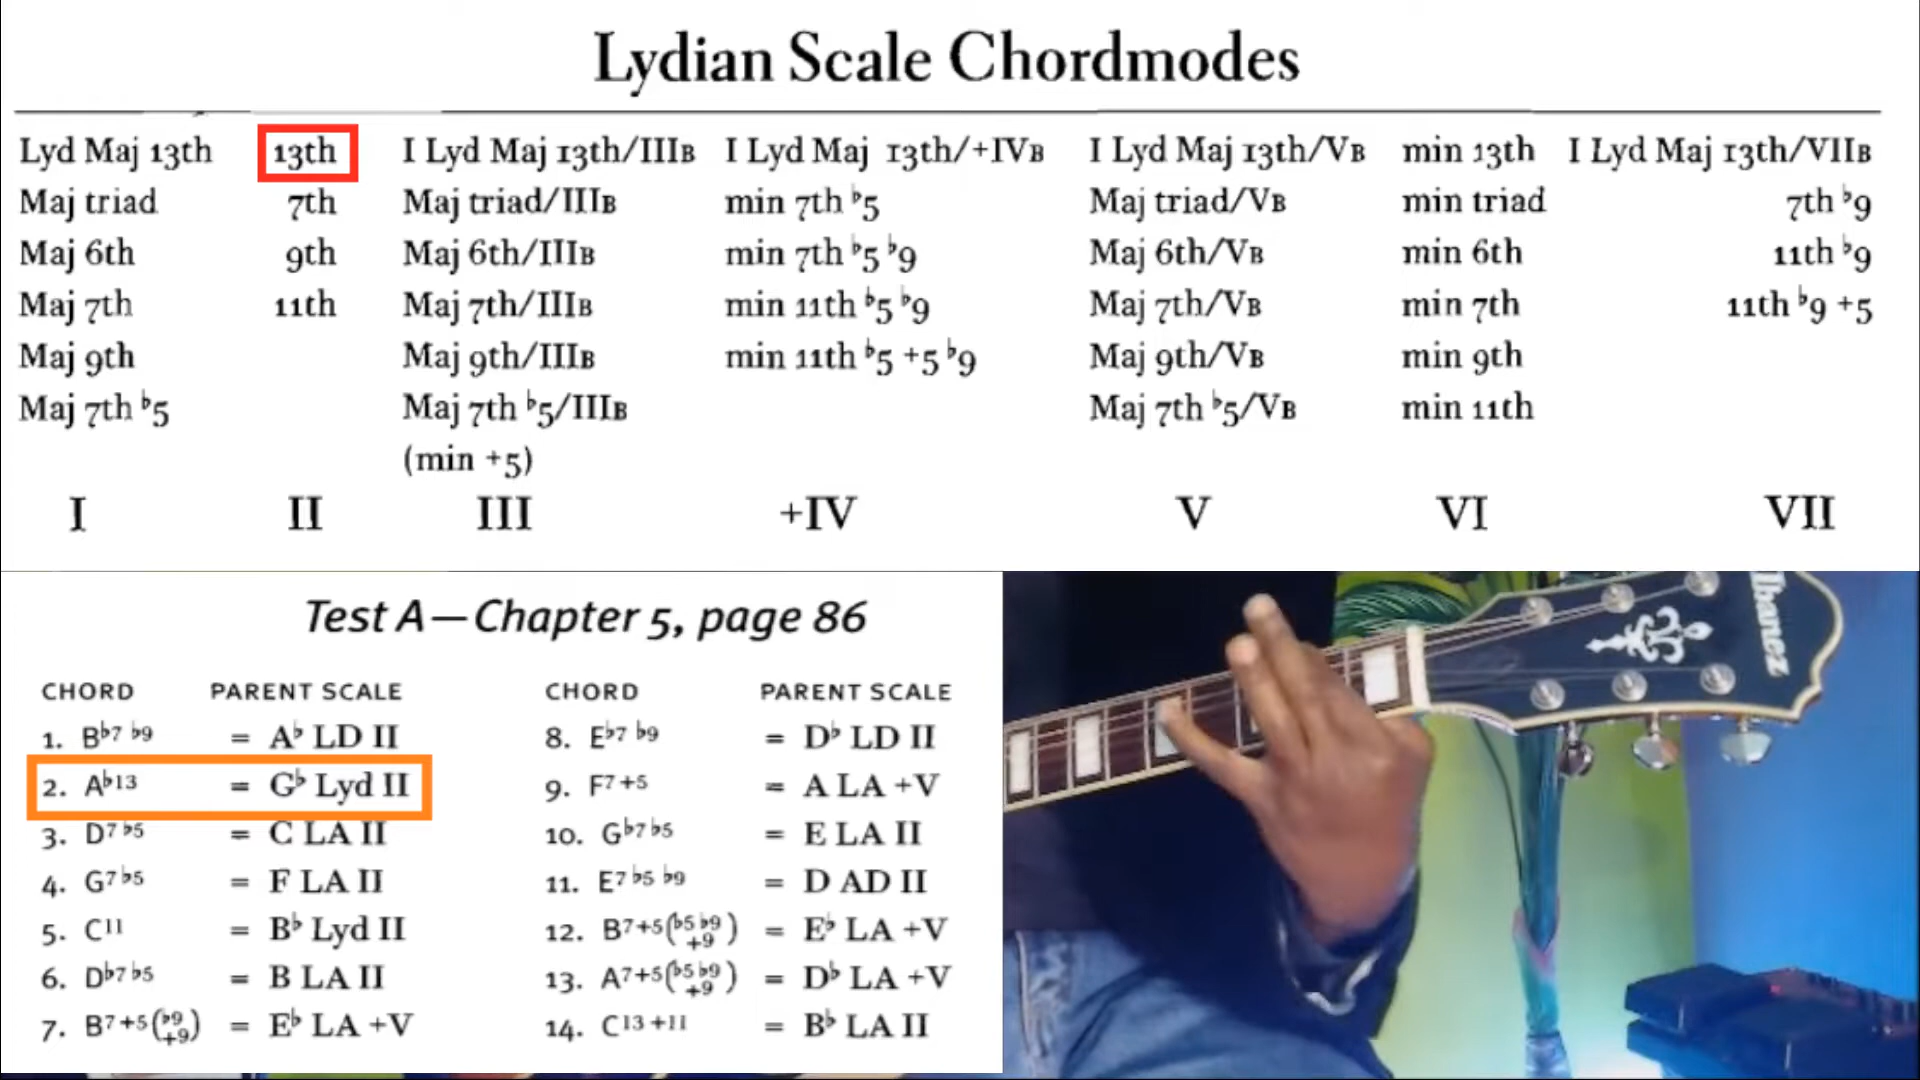 Lydian Scale Chordmodes
Lyd Maj 13th 13th I Lyd Maj 13th/IIIB I Lyd Maj 13th/+IVB I Lyd Maj 13th/VB min 13th I Lyd Maj 13th/VIIB
Maj triad 7th Maj triad/IIIB min 7th ♭5 Maj triad/VB min triad 7th ♭9
Maj 6th 9th Maj 6th/IIIB min 7th ♭5 ♭9 Maj 6th/VB min 6th 11th ♭9
Maj 7th 11th Maj 7th/IIIB min 11th ♭5 ♭9 Maj 7th/VB min 7th 11th ♭9 +5
Maj 9th Maj 9th/IIIB min 11th ♭5 +5 ♭9 Maj 9th/VB min 9th
Maj 7th ♭5 Maj 7th ♭5/IIIB Maj 7th ♭5/VB min 11th
(min +5)
I II III +IV V VI VII
Test A—Chapter 5, page 86
CHORD PARENT SCALE
1. B♭7 ♭9 = A♭ LD II
2. A♭13 = G♭ Lyd II
3. D7 ♭5 = C LA II
4. G7 ♭5 = F LA II
5. C11 = B♭ Lyd II
6. D♭7 ♭5 = B LA II
7. B7+5(♭9 +9) = E♭ LA +V
CHORD PARENT SCALE
8. E♭7 ♭9 = D♭ LD II
9. F7+5 = A LA +V
10. G♭7 ♭5 = E LA II
11. E7 ♭5 ♭9 = D AD II
12. B7+5(♭5 ♭9 +9) = E♭ LA +V
13. A7+5(♭5 ♭9 +9) = D♭ LA +V
14. C13 +11 = B♭ LA II
Ibanez